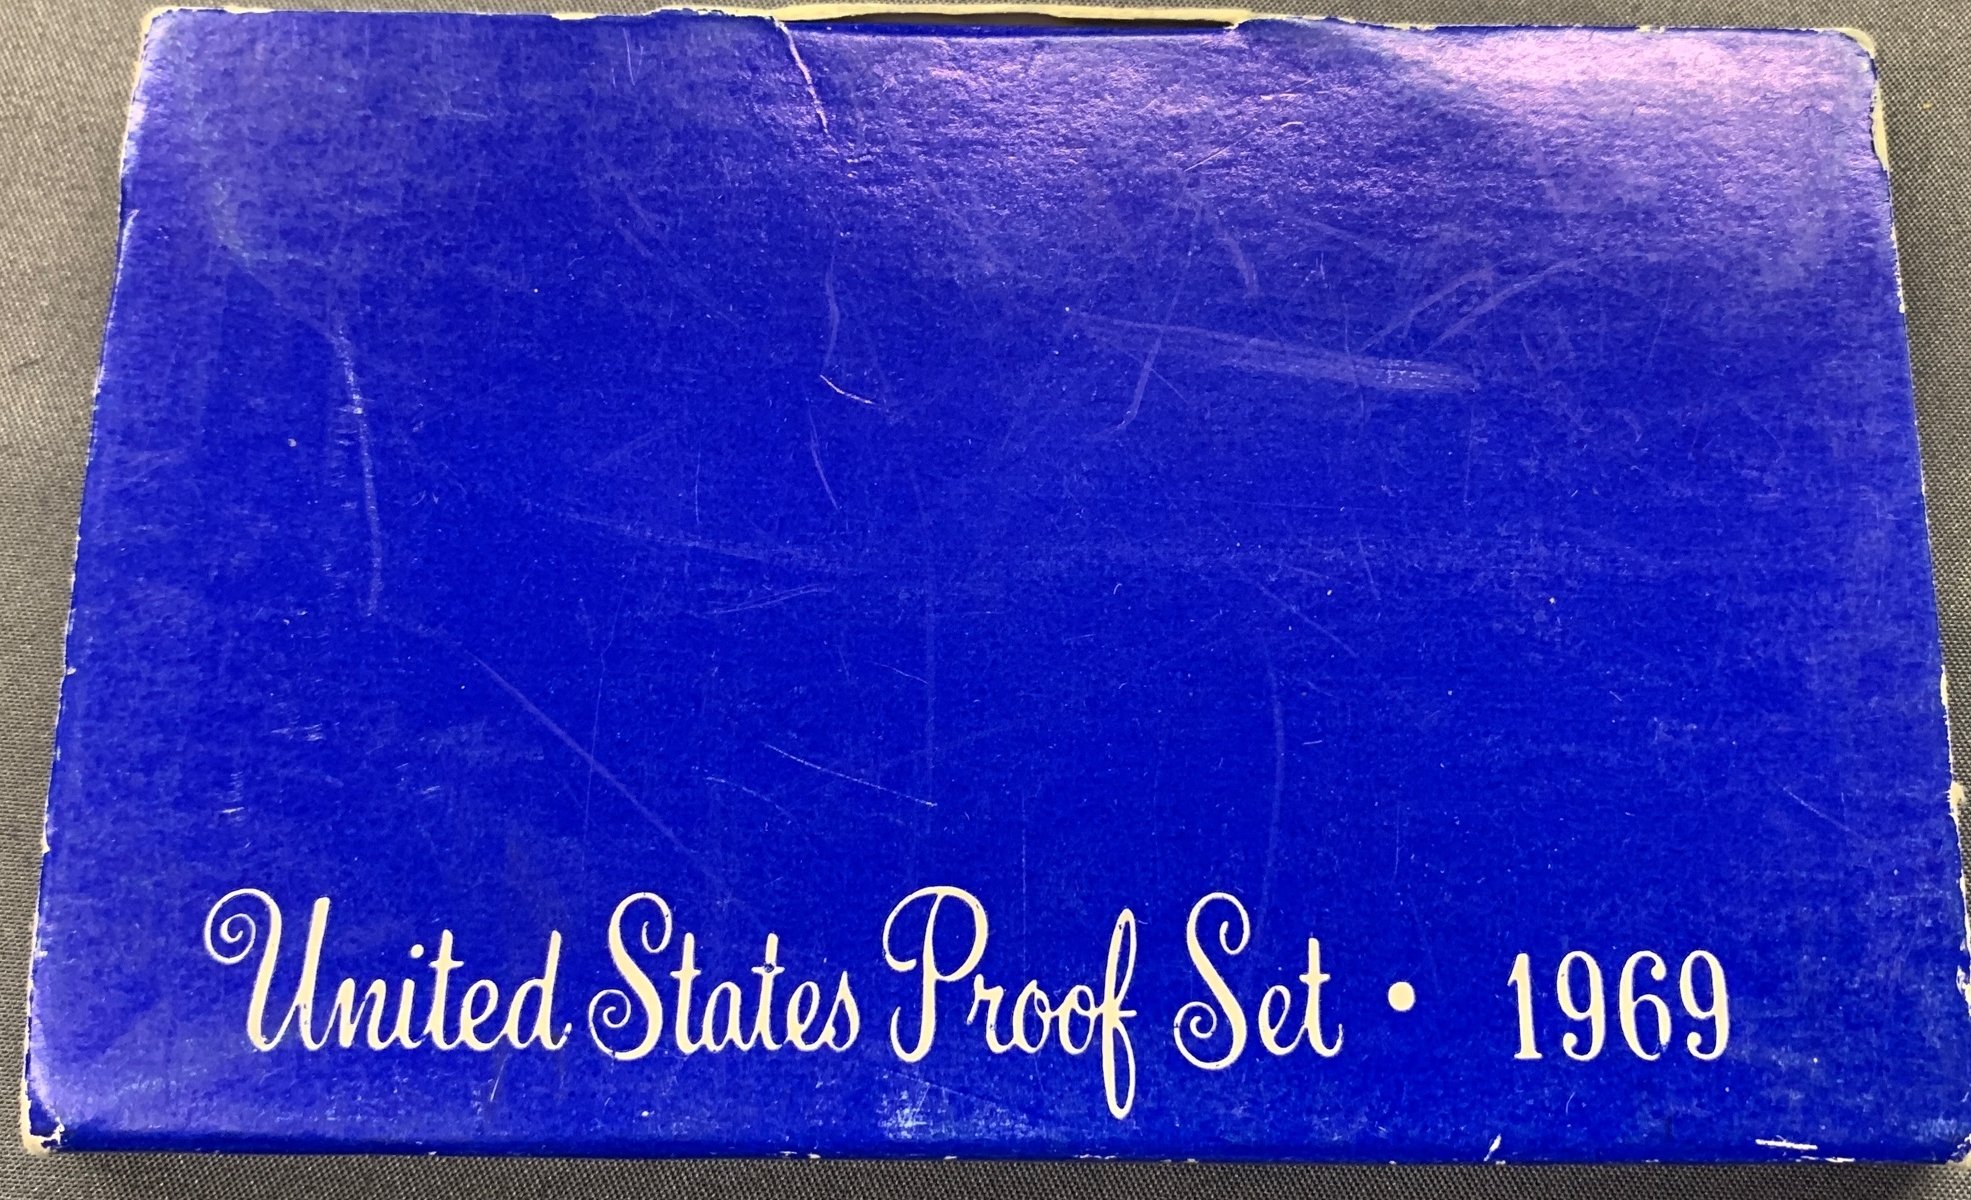 United States Proof Set • 1969